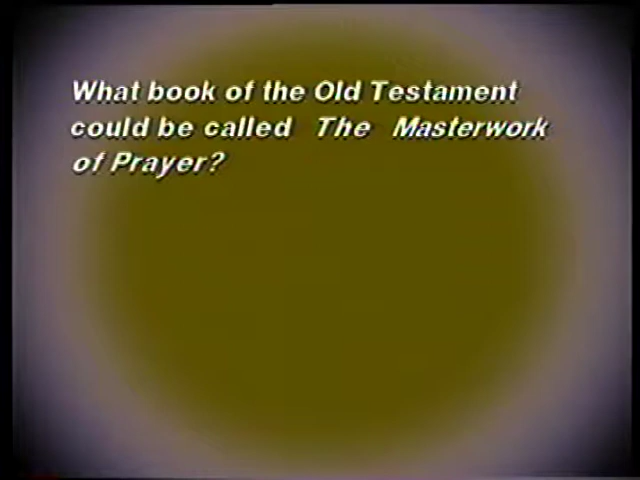 What book of the Old Testament
could be called The Masterwork
of Prayer?